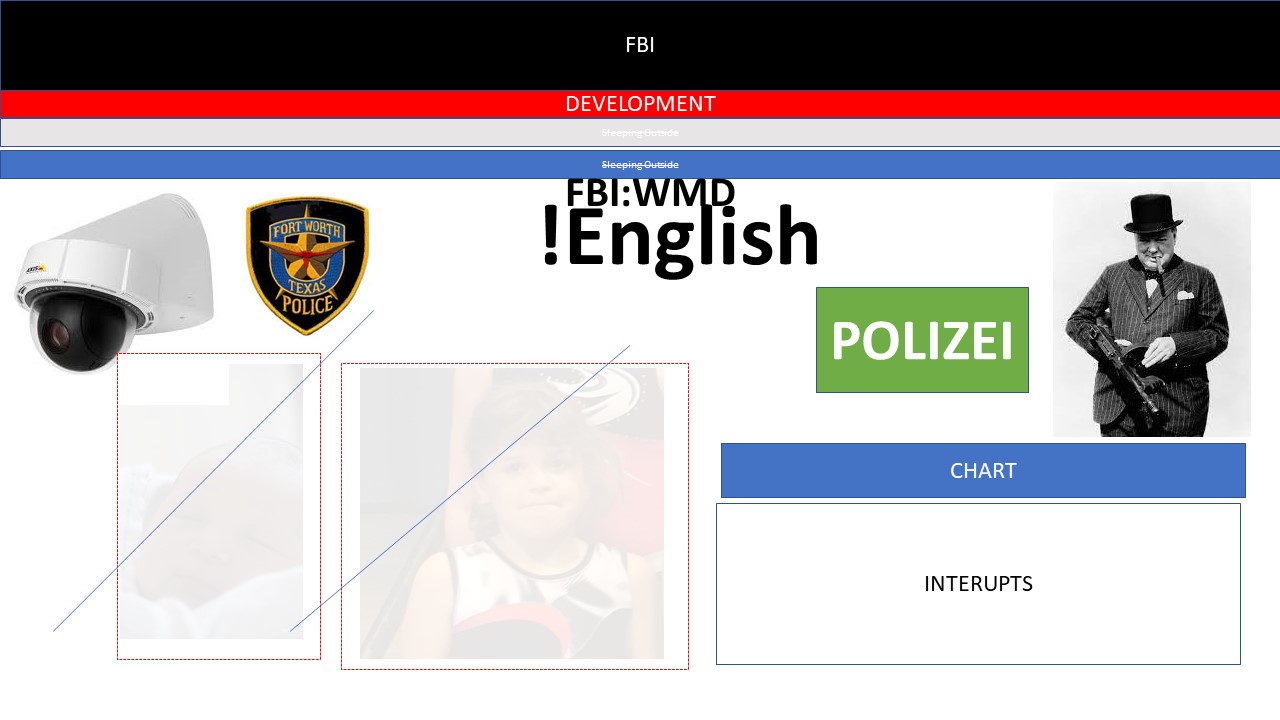 FBI
DEVELOPMENT
Sleeping Outside
Sleeping Outside
FBI:WMD
!English
AXIS
FORT WORTH
TEXAS
POLICE
POLIZEI
CHART
INTERUPTS